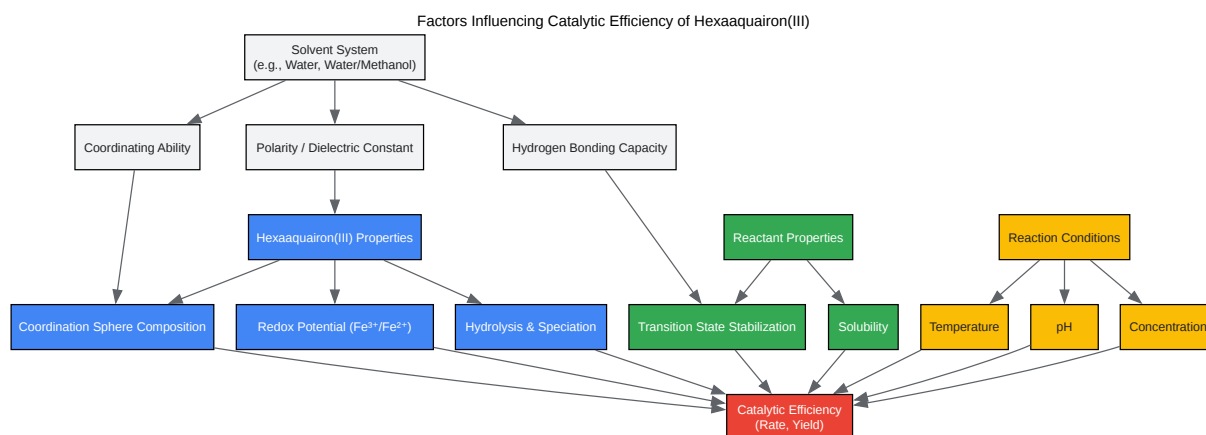 Factors Influencing Catalytic Efficiency of Hexaaquairon(III)
Solvent System
(e.g., Water, Water/Methanol)
Coordinating Ability
Polarity / Dielectric Constant
Hydrogen Bonding Capacity
Hexaaquairon(III) Properties
Reactant Properties
Reaction Conditions
Coordination Sphere Composition
Redox Potential (Fe³⁺/Fe²⁺)
Hydrolysis & Speciation
Transition State Stabilization
Solubility
Temperature
pH
Concentration
Catalytic Efficiency
(Rate, Yield)